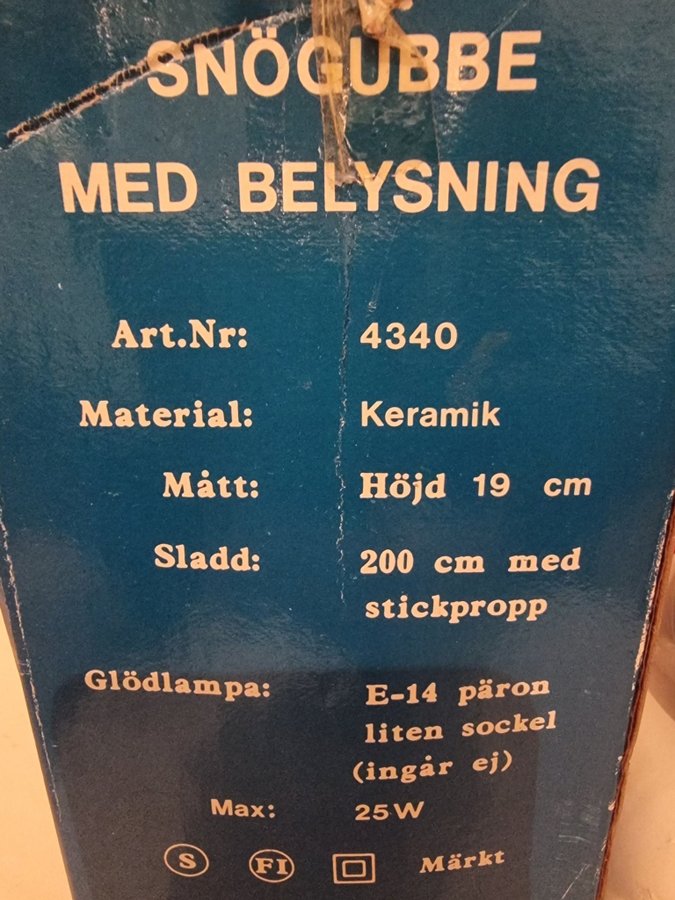 SNÖGUBBE
MED BELYSNING
Art.Nr: 4340
Material: Keramik
Mått: Höjd 19 cm
Sladd: 200 cm med
stickpropp
Glödlampa: E-14 päron
liten sockel
(ingår ej)
Max: 25W
S FI Märkt